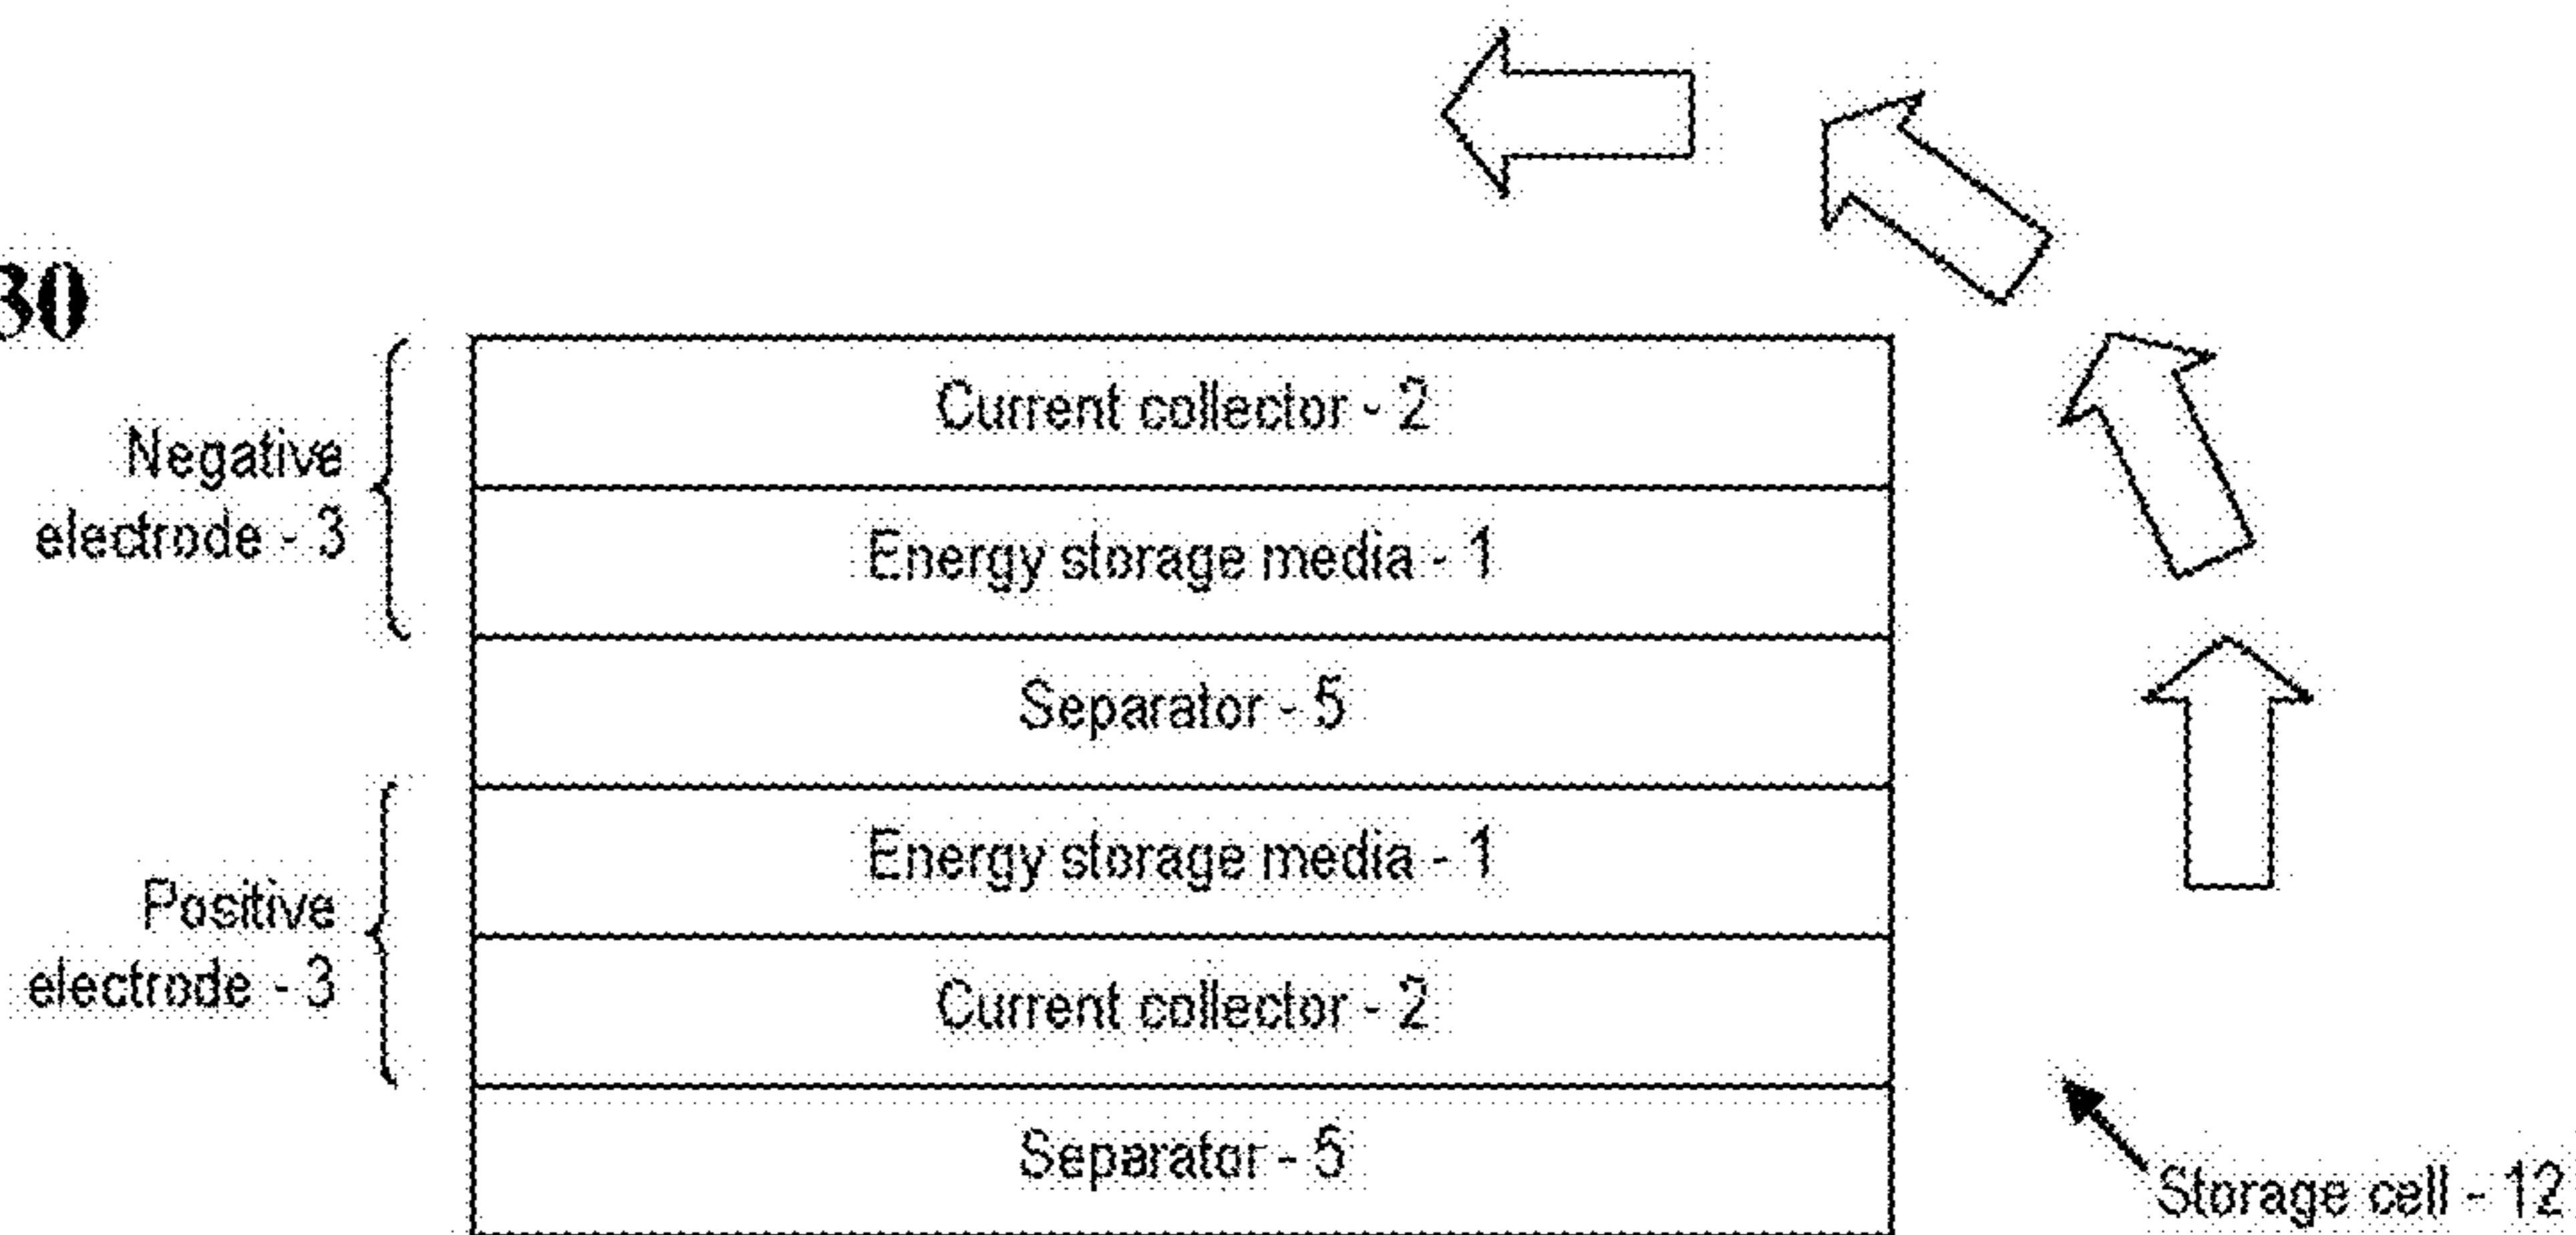 30
Current collector - 2
Negative
electrode - 3
Energy storage media - 1
Separator - 5
Energy storage media - 1
Positive
electrode - 3
Current collector - 2
Separator - 5
Storage cell - 12